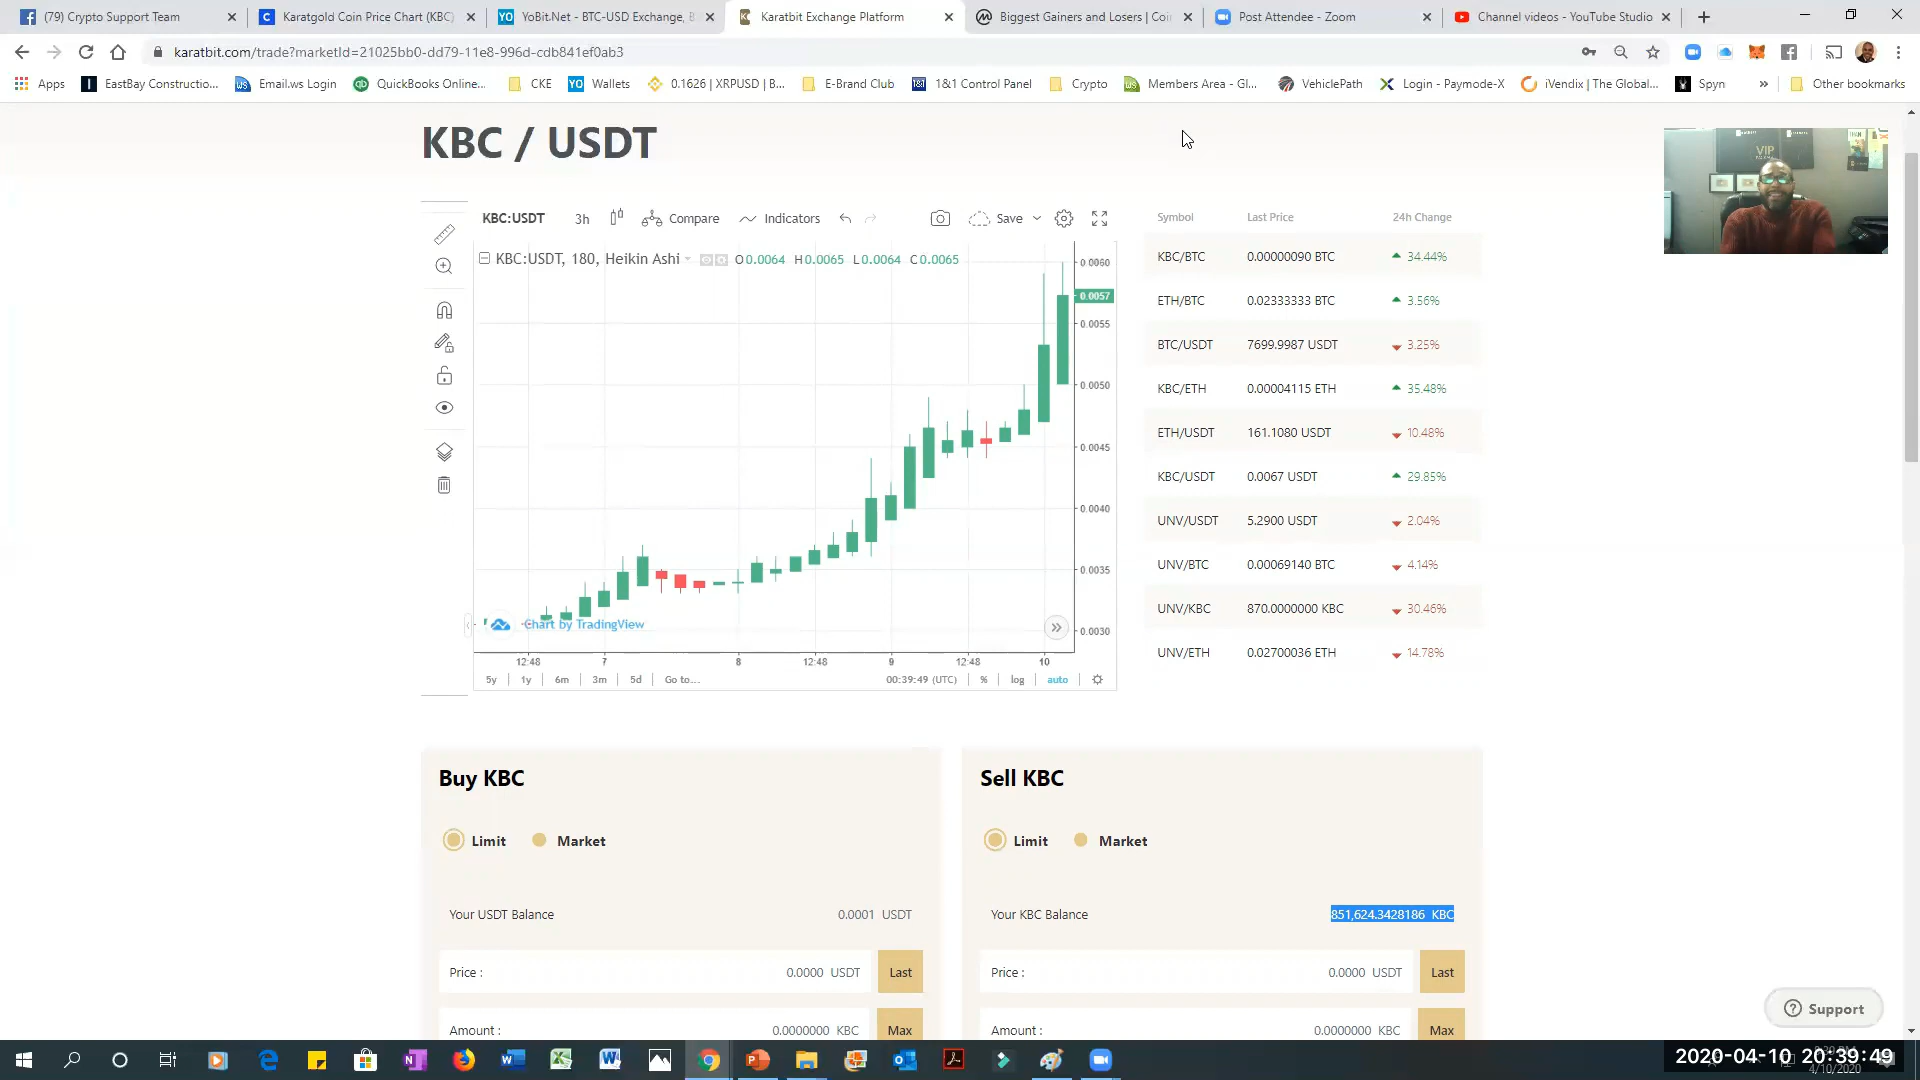 (79) Crypto Support Team
Karatgold Coin Price Chart (KBC)
YoBit.Net - BTC-USD Exchange, B
Karatbit Exchange Platform
Biggest Gainers and Losers | Coi
Post Attendee - Zoom
Channel videos - YouTube Studio
karatbit.com/trade?marketId=21025bb0-dd79-11e8-996d-cdb841ef0ab3
Apps
EastBay Constructio...
Email.ws Login
QuickBooks Online...
CKE
Wallets
0.1626 | XRPUSD | B...
E-Brand Club
1&1 Control Panel
Crypto
Members Area - Gl...
VehiclePath
Login - Paymode-X
iVendix | The Global...
Spyn
»
Other bookmarks
KBC / USDT
VIP
KBC:USDT 3h Compare Indicators Save
KBC:USDT, 180, Heikin Ashi O0.0064 H0.0065 L0.0064 C0.0065
0.0060
0.0057
0.0055
0.0050
0.0045
0.0040
0.0035
0.0030
Chart by TradingView
12:48 7 8 12:48 9 12:48 10
5y 1y 6m 3m 5d Go to... 00:39:49 (UTC) % log auto
Symbol Last Price 24h Change
KBC/BTC 0.00000090 BTC 34.44%
ETH/BTC 0.02333333 BTC 3.56%
BTC/USDT 7699.9987 USDT 3.25%
KBC/ETH 0.00004115 ETH 35.48%
ETH/USDT 161.1080 USDT 10.48%
KBC/USDT 0.0067 USDT 29.85%
UNV/USDT 5.2900 USDT 2.04%
UNV/BTC 0.00069140 BTC 4.14%
UNV/KBC 870.0000000 KBC 30.46%
UNV/ETH 0.02700036 ETH 14.78%
Buy KBC
Limit Market
Your USDT Balance 0.0001 USDT
Price : 0.0000 USDT Last
Amount : 0.0000000 KBC Max
Sell KBC
Limit Market
Your KBC Balance 851,624.3428186 KBC
Price : 0.0000 USDT Last
Amount : 0.0000000 KBC Max
Support
2020-04-10 20:39:49
4/10/2020